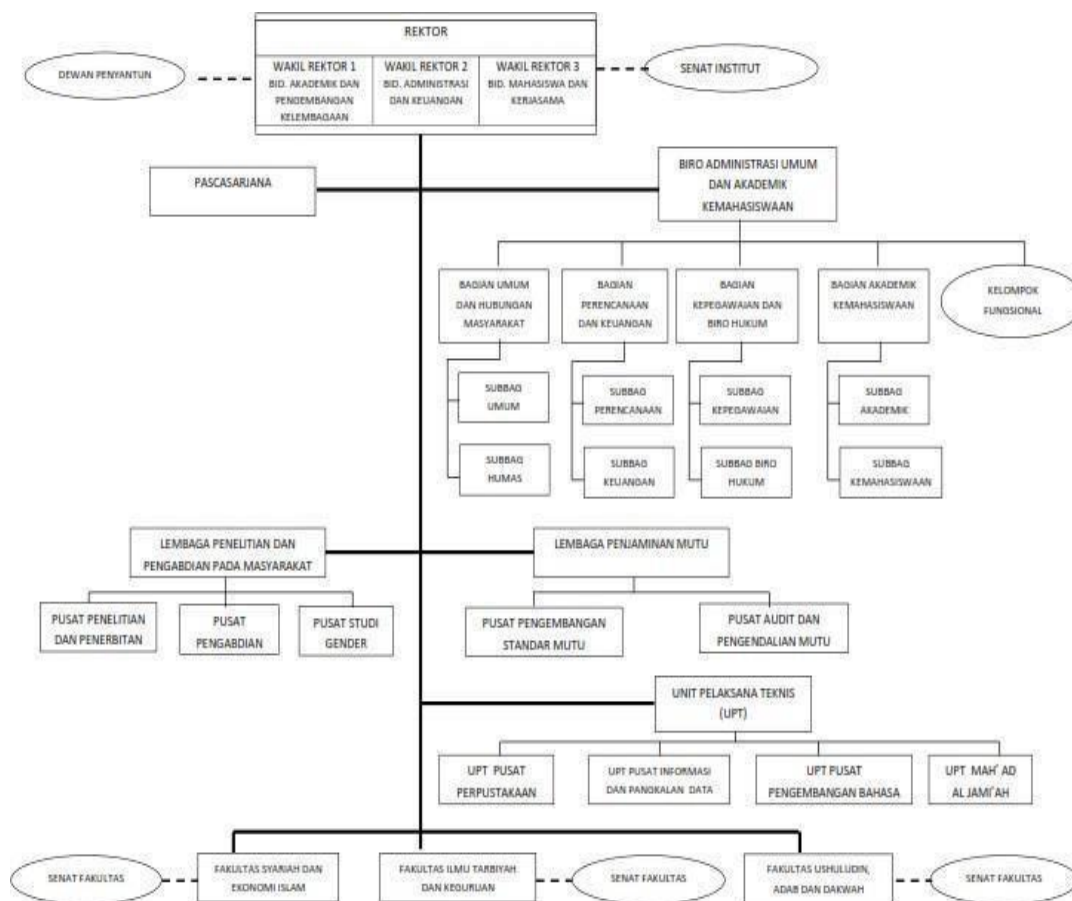 REKTOR
DEWAN PENYANTUN
WAKIL REKTOR 1
BID. AKADEMIK DAN
PENGEMBANGAN
KELEMBAGAAN
WAKIL REKTOR 2
BID. ADMINISTRASI
DAN KEUANGAN
WAKIL REKTOR 3
BID. MAHASISWA DAN
KERJASAMA
SENAT INSTITUT
PASCASARJANA
BIRO ADMINISTRASI UMUM
DAN AKADEMIK
KEMAHASISWAAN
BAGIAN UMUM
DAN HUBUNGAN
MASYARAKAT
BAGIAN
PERENCANAAN
DAN KEUANGAN
BAGIAN
KEPEGAWAIAN DAN
BIRO HUKUM
BAGIAN AKADEMIK
KEMAHASISWAAN
KELOMPOK
FUNGSIONAL
SUBBAG
UMUM
SUBBAG
PERENCANAAN
SUBBAG
KEPEGAWAIAN
SUBBAG
AKADEMIK
SUBBAG
HUMAS
SUBBAG
KEUANGAN
SUBBAG BIRO
HUKUM
SUBBAG
KEMAHASISWAAN
LEMBAGA PENELITIAN DAN
PENGABDIAN PADA MASYARAKAT
LEMBAGA PENJAMINAN MUTU
PUSAT PENELITIAN
DAN PENERBITAN
PUSAT
PENGABDIAN
PUSAT STUDI
GENDER
PUSAT PENGEMBANGAN
STANDAR MUTU
PUSAT AUDIT DAN
PENGENDALIAN MUTU
UNIT PELAKSANA TEKNIS
(UPT)
UPT PUSAT
PERPUSTAKAAN
UPT PUSAT INFORMASI
DAN PANGKALAN DATA
UPT PUSAT
PENGEMBANGAN BAHASA
UPT MAH'AD
AL JAMI'AH
SENAT FAKULTAS
FAKULTAS SYARIAH DAN
EKONOMI ISLAM
FAKULTAS ILMU TARBIYAH
DAN KEGURUAN
SENAT FAKULTAS
FAKULTAS USHULUDIN,
ADAB DAN DAKWAH
SENAT FAKULTAS